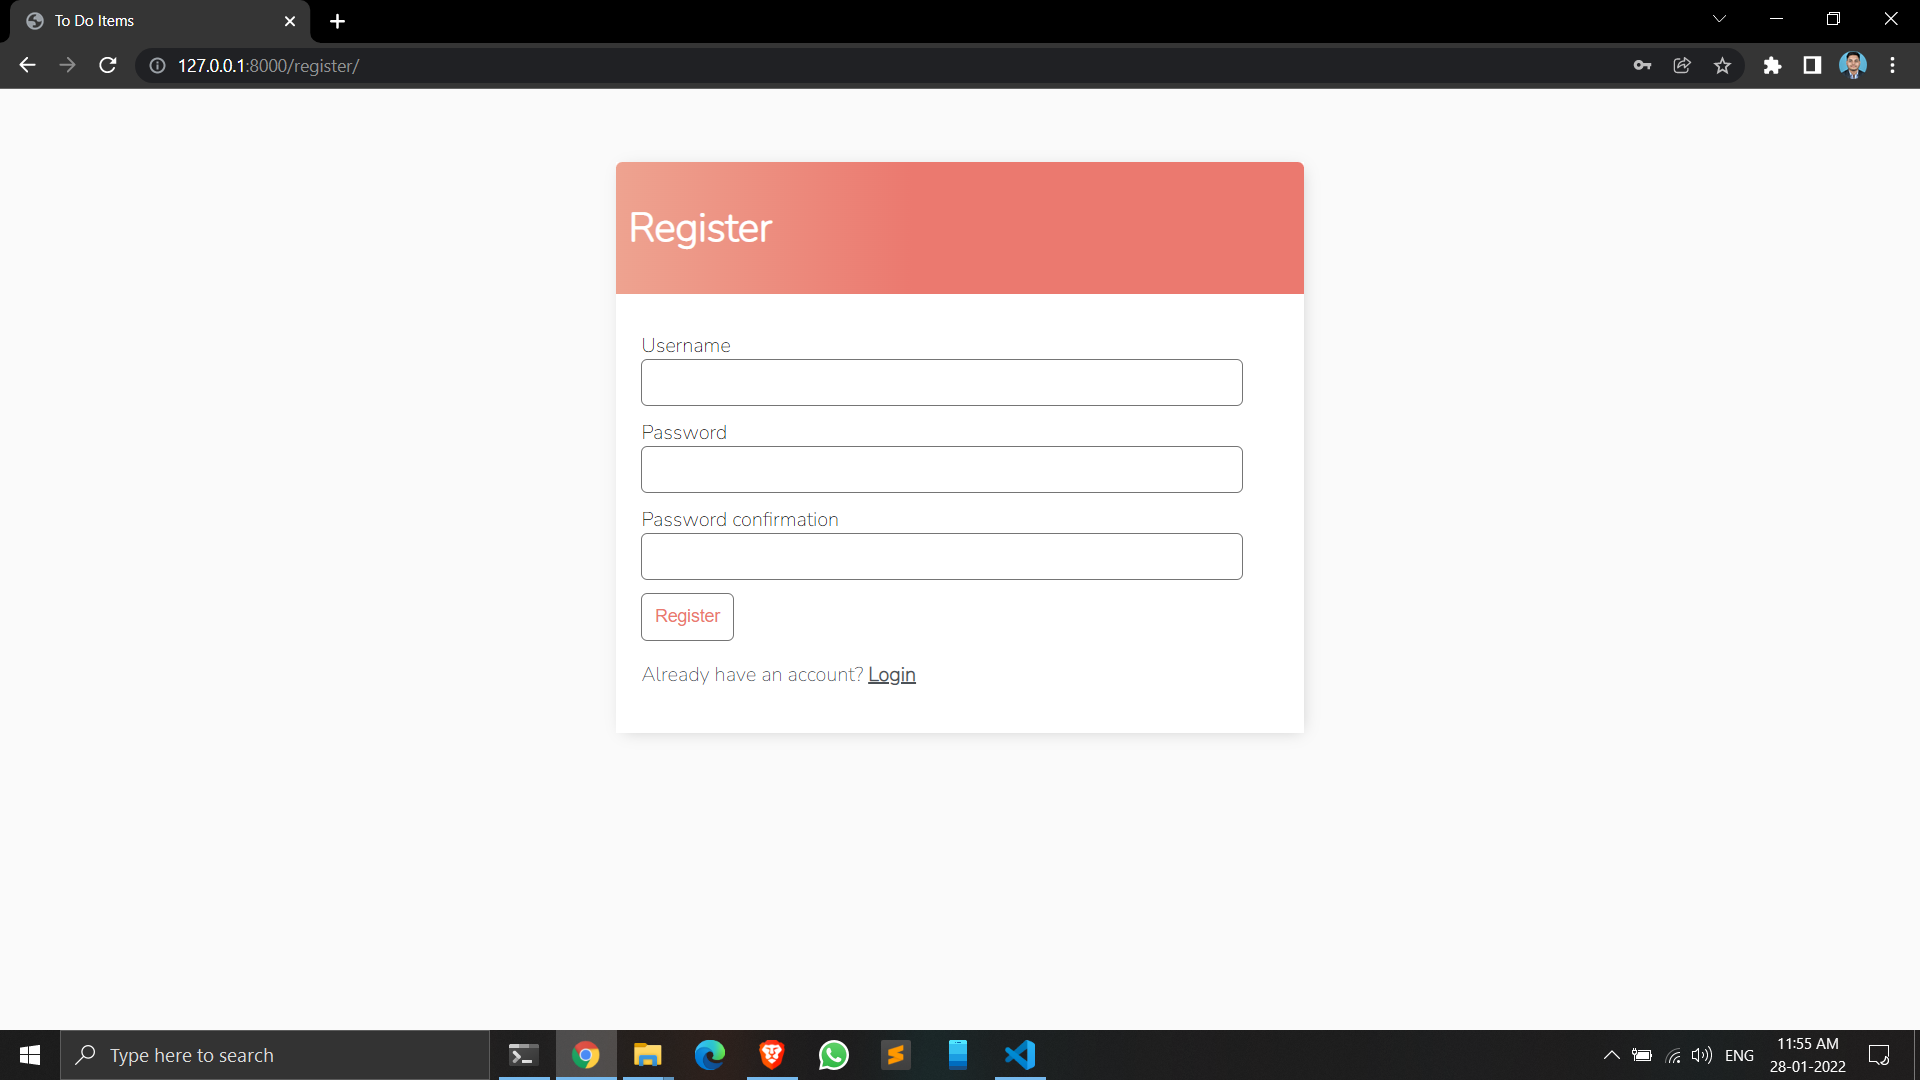 To Do Items
127.0.0.1:8000/register/
Register
Username
Password
Password confirmation
Register
Already have an account? Login
Type here to search
ENG
11:55 AM
28-01-2022